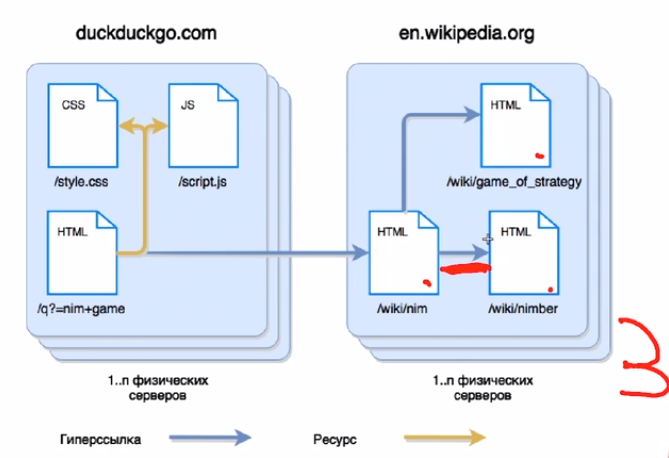 duckduckgo.com
en.wikipedia.org
CSS
JS
HTML
/style.css
/script.js
/wiki/game_of_strategy
HTML
HTML
HTML
/q?=nim+game
/wiki/nim
/wiki/nimber
3
1..n физических
серверов
1..n физических
серверов
Гиперссылка
Ресурс